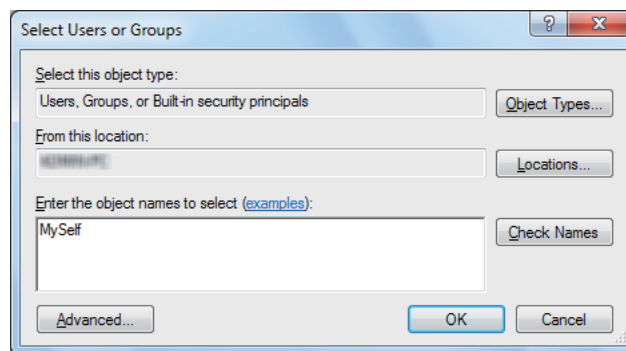 Select Users or Groups
Select this object type:
Users, Groups, or Built-in security principals
Object Types...
From this location:
Locations...
Enter the object names to select (examples):
MySelf
Check Names
Advanced...
OK
Cancel